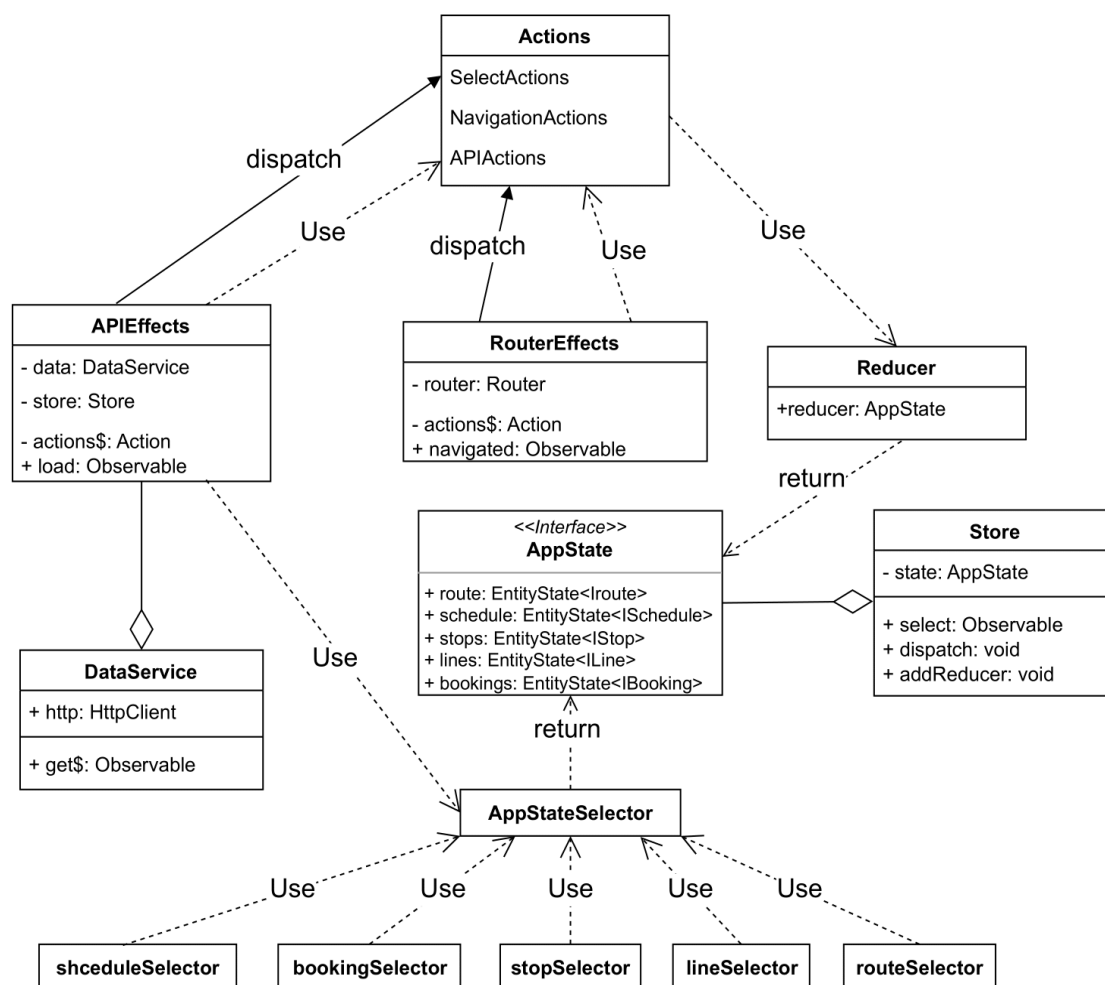 Actions
SelectActions
NavigationActions
APIActions
dispatch
Use
dispatch
Use
Use
APIEffects
- data: DataService
- store: Store
- actions$: Action
+ load: Observable
RouterEffects
- router: Router
- actions$: Action
+ navigated: Observable
Reducer
+reducer: AppState
return
<<Interface>>
AppState
+ route: EntityState<Iroute>
+ schedule: EntityState<ISchedule>
+ stops: EntityState<IStop>
+ lines: EntityState<ILine>
+ bookings: EntityState<IBooking>
Store
- state: AppState
+ select: Observable
+ dispatch: void
+ addReducer: void
Use
DataService
+ http: HttpClient
+ get$: Observable
return
AppStateSelector
Use
Use
Use
Use
Use
shceduleSelector
bookingSelector
stopSelector
lineSelector
routeSelector